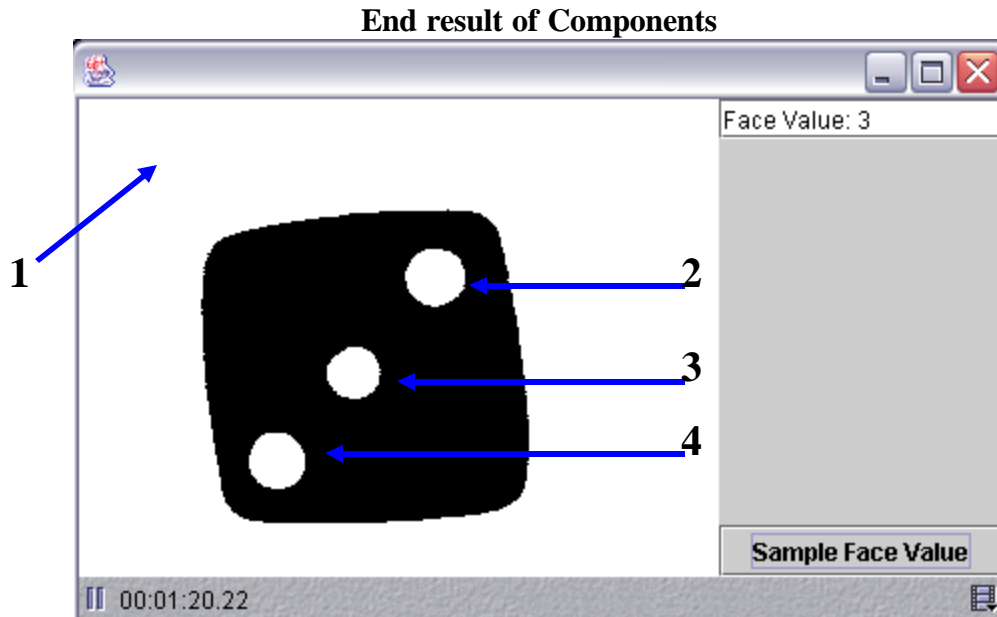 End result of Components
Face Value: 3
1
2
3
4
Sample Face Value
00:01:20.22